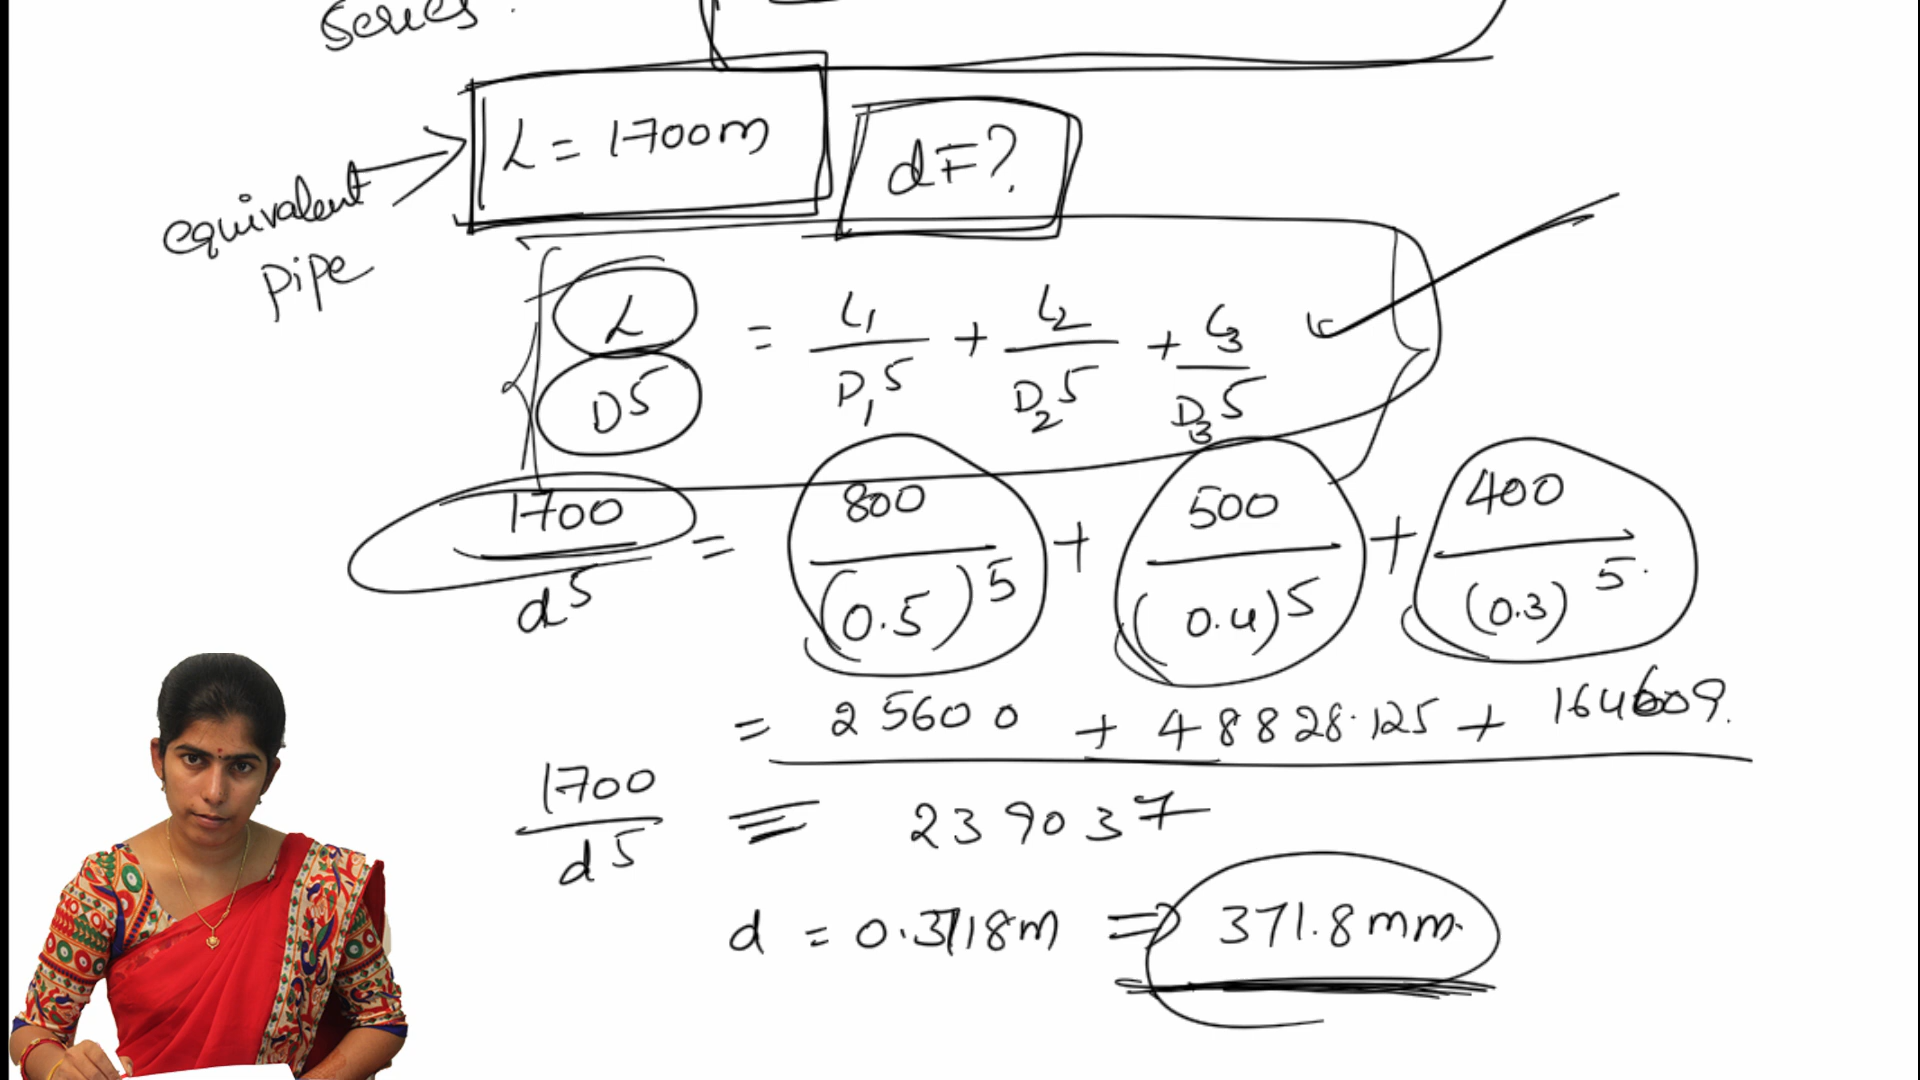 series.
L = 1700m
d = ?
equivalent
pipe
L/D5 = L1/D1 5 + L2/D2 5 + L3/D3 5
1700/d5 = 800/(0.5)5 + 500/(0.4)5 + 400/(0.3)5.
= 25600 + 48828.125 + 164609.
1700/d5 = 239037
d = 0.3718m ⇒ 371.8mm.